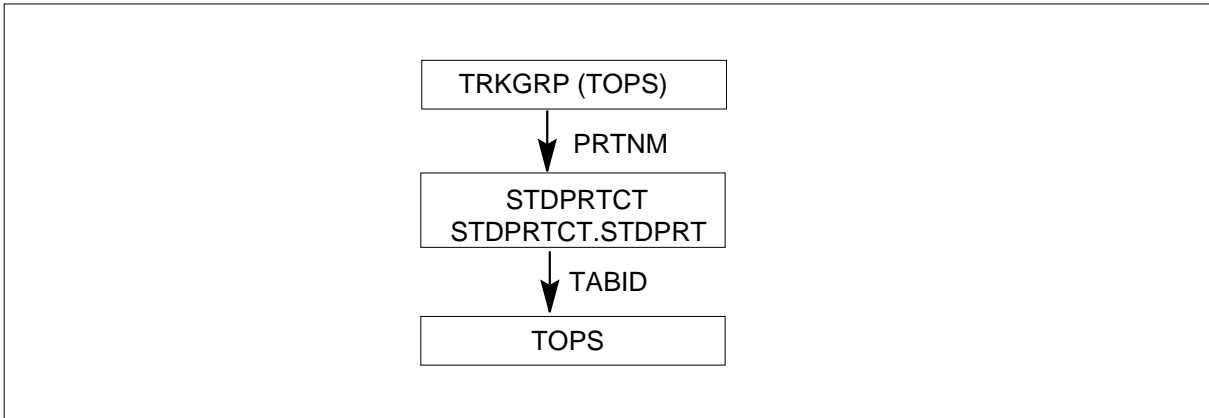 TRKGRP (TOPS)
PRTNM
STDPRTCT
STDPRTCT.STDPRT
TABID
TOPS